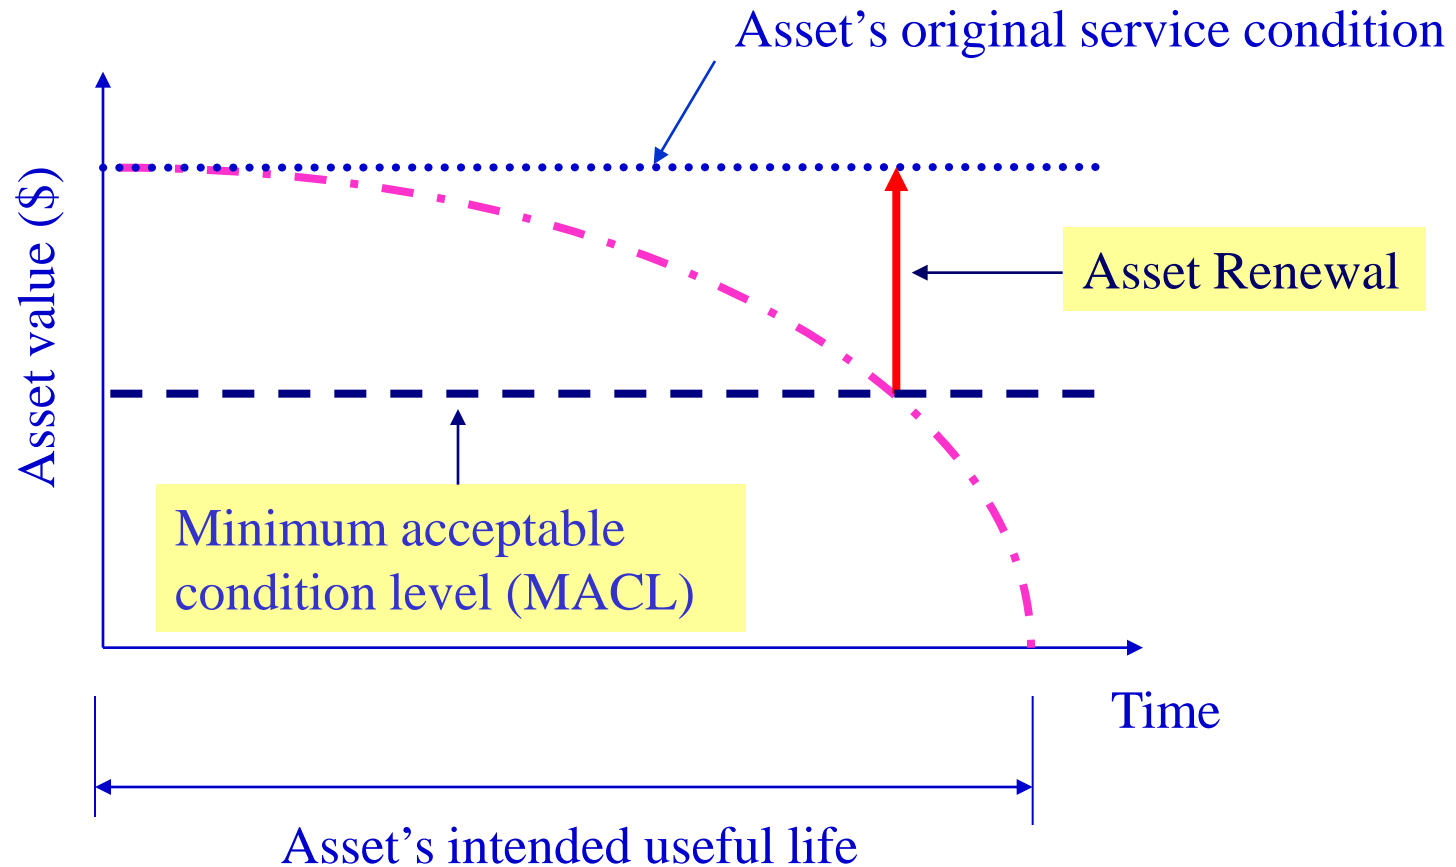 Asset’s original service condition
Asset value ($)
Asset Renewal
Minimum acceptable
condition level (MACL)
Time
Asset’s intended useful life